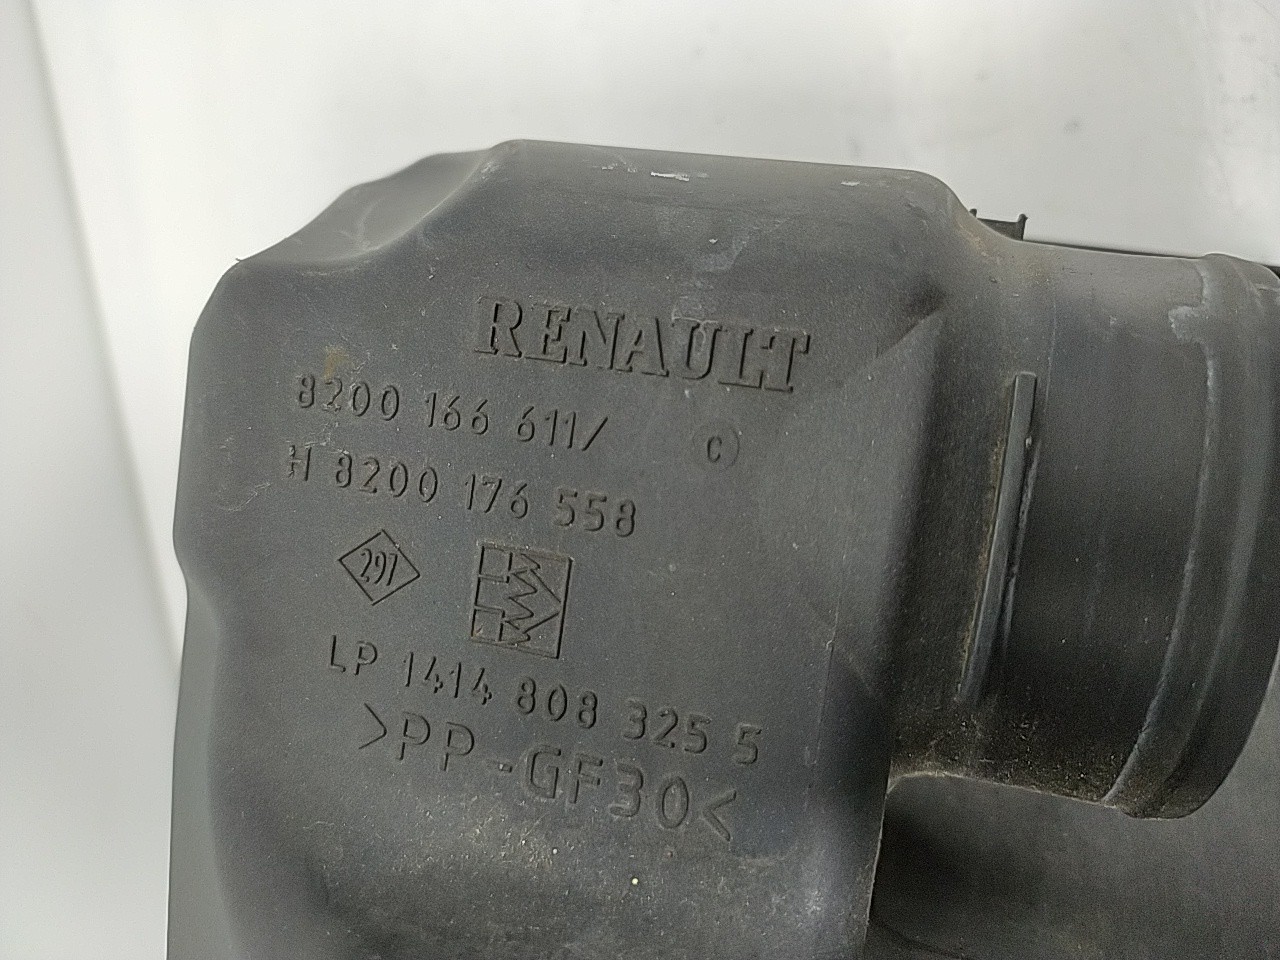 RENAULT
8200 166 611/ C
H 8200 176 558
297
LP 1414 808 325 5
>PP-GF30<